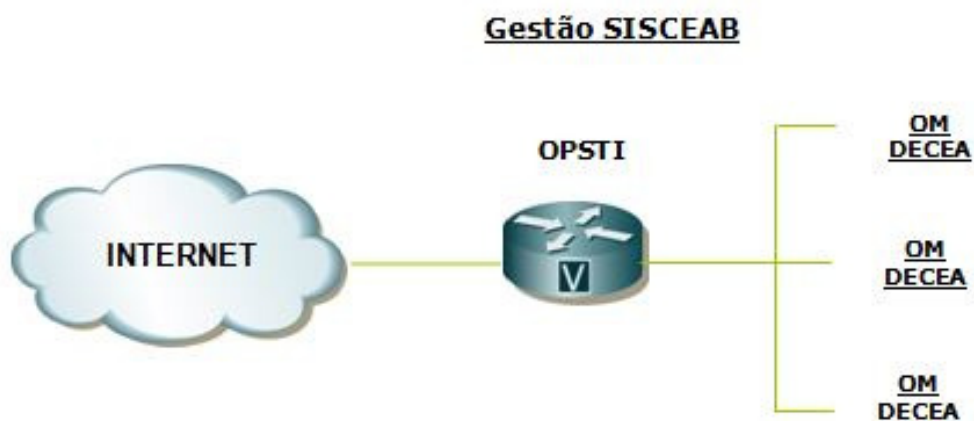 Gestão SISCEAB
OM
DECEA
OPSTI
INTERNET
V
OM
DECEA
OM
DECEA